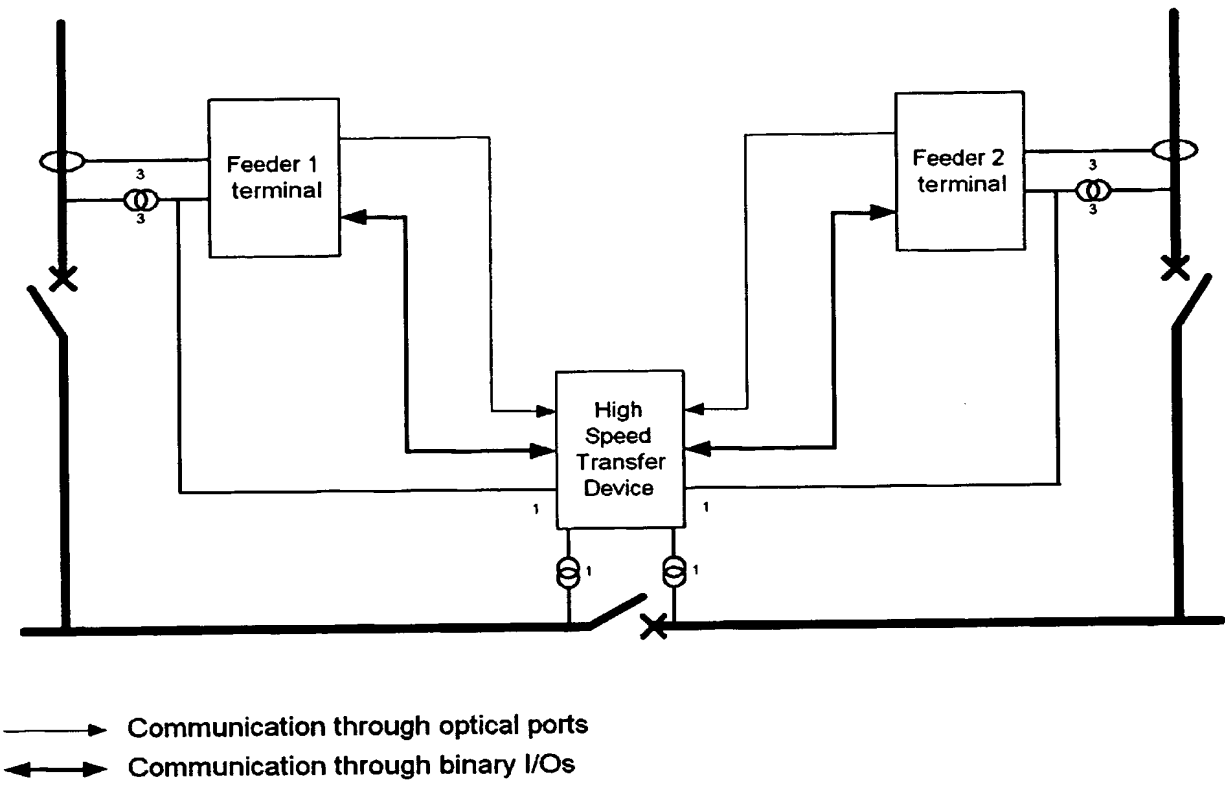 Feeder 1
terminal
Feeder 2
terminal
3
3
3
3
High
Speed
Transfer
Device
1
1
1
1
Communication through optical ports
Communication through binary I/Os